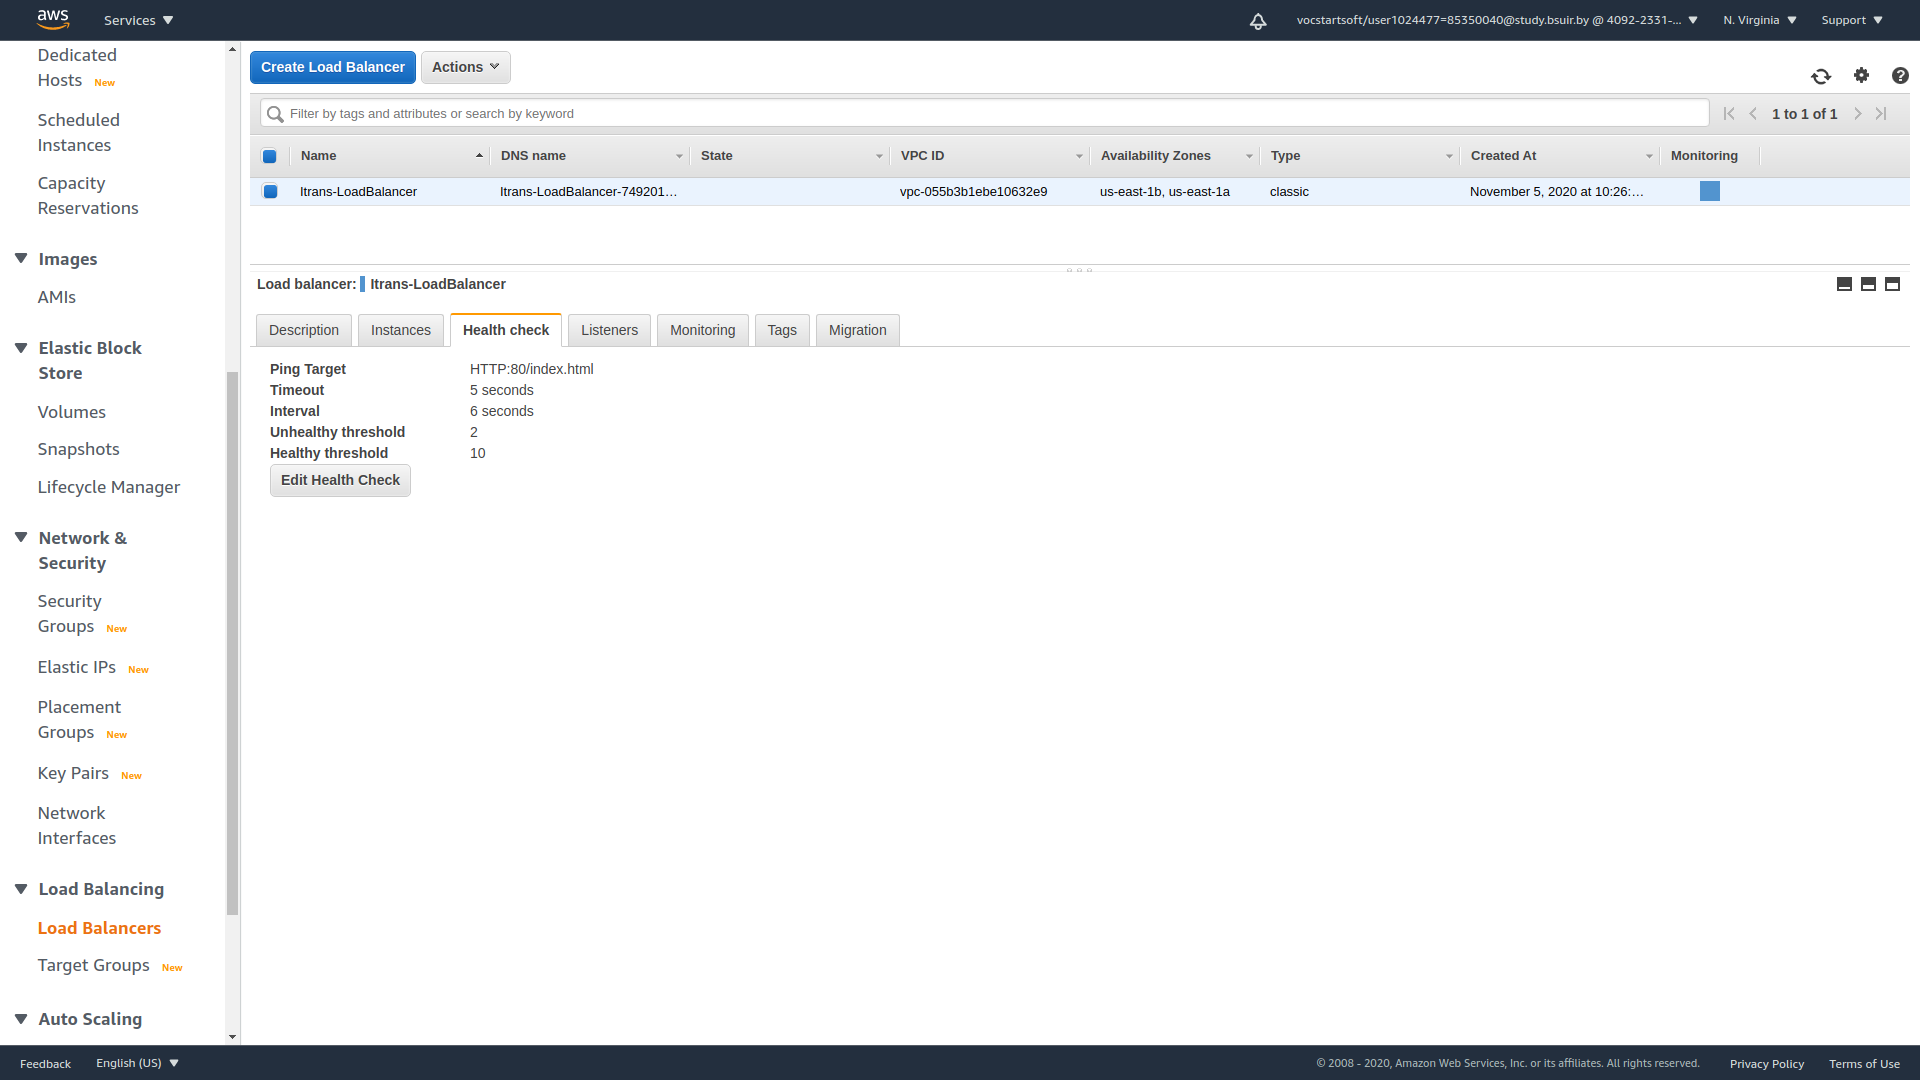 aws
Services
vocstartsoft/user1024477=85350040@study.bsuir.by @ 4092-2331-...
N. Virginia
Support
Dedicated
Hosts New
Scheduled
Instances
Capacity
Reservations
Images
AMIs
Elastic Block
Store
Volumes
Snapshots
Lifecycle Manager
Network &
Security
Security
Groups New
Elastic IPs New
Placement
Groups New
Key Pairs New
Network
Interfaces
Load Balancing
Load Balancers
Target Groups New
Auto Scaling
Create Load Balancer
Actions
Filter by tags and attributes or search by keyword
1 to 1 of 1
Name DNS name State VPC ID Availability Zones Type Created At Monitoring
Itrans-LoadBalancer Itrans-LoadBalancer-749201... vpc-055b3b1ebe10632e9 us-east-1b, us-east-1a classic November 5, 2020 at 10:26:...
Load balancer: Itrans-LoadBalancer
Description Instances Health check Listeners Monitoring Tags Migration
Ping Target HTTP:80/index.html
Timeout 5 seconds
Interval 6 seconds
Unhealthy threshold 2
Healthy threshold 10
Edit Health Check
Feedback
English (US)
© 2008 - 2020, Amazon Web Services, Inc. or its affiliates. All rights reserved.
Privacy Policy
Terms of Use